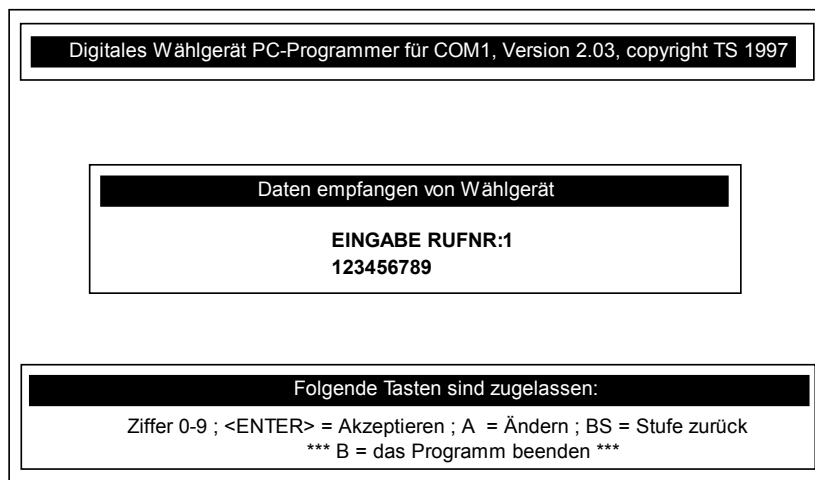 Digitales Wählgerät PC-Programmer für COM1, Version 2.03, copyright TS 1997
Daten empfangen von Wählgerät
EINGABE RUFNR:1
123456789
Folgende Tasten sind zugelassen:
Ziffer 0-9 ; <ENTER> = Akzeptieren ; A = Ändern ; BS = Stufe zurück
*** B = das Programm beenden ***